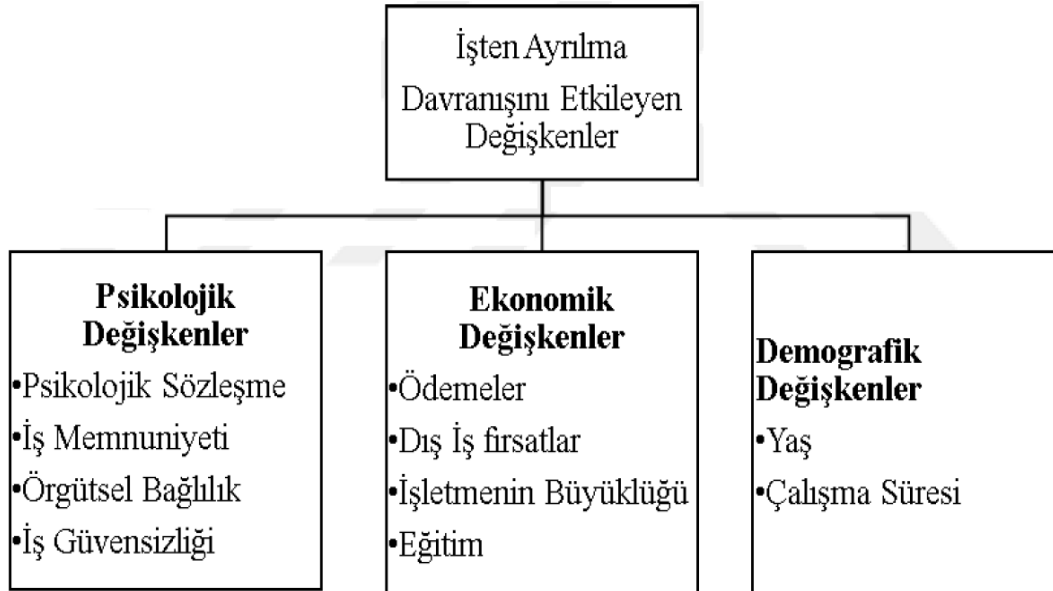 İşten Ayrılma
Davranışını Etkileyen
Değişkenler
Psikolojik
Değişkenler
•Psikolojik Sözleşme
•İş Memnuniyeti
•Örgütsel Bağlılık
•İş Güvensizliği
Ekonomik
Değişkenler
•Ödemeler
•Dış İş fırsatlar
•İşletmenin Büyüklüğü
•Eğitim
Demografik
Değişkenler
•Yaş
•Çalışma Süresi